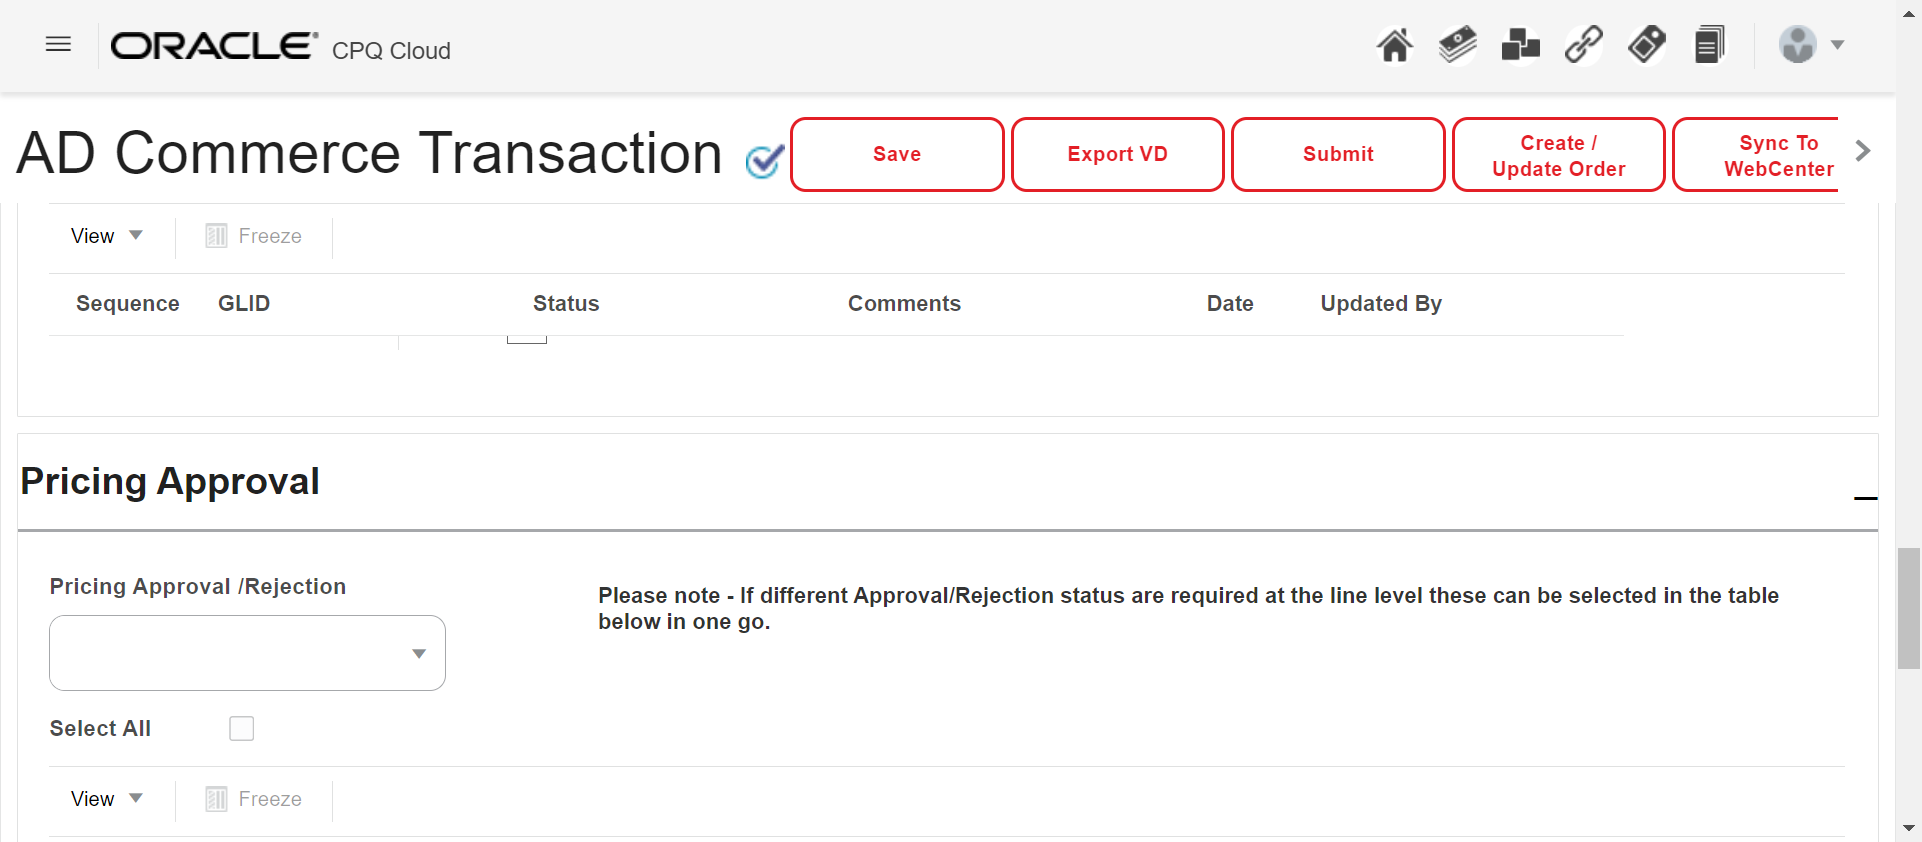 ORACLE® CPQ Cloud
AD Commerce Transaction
Save
Export VD
Submit
Create /
Update Order
Sync To
WebCenter
View
Freeze
Sequence GLID Status Comments Date Updated By
Pricing Approval
Pricing Approval /Rejection
Please note - If different Approval/Rejection status are required at the line level these can be selected in the table
below in one go.
Select All
View
Freeze